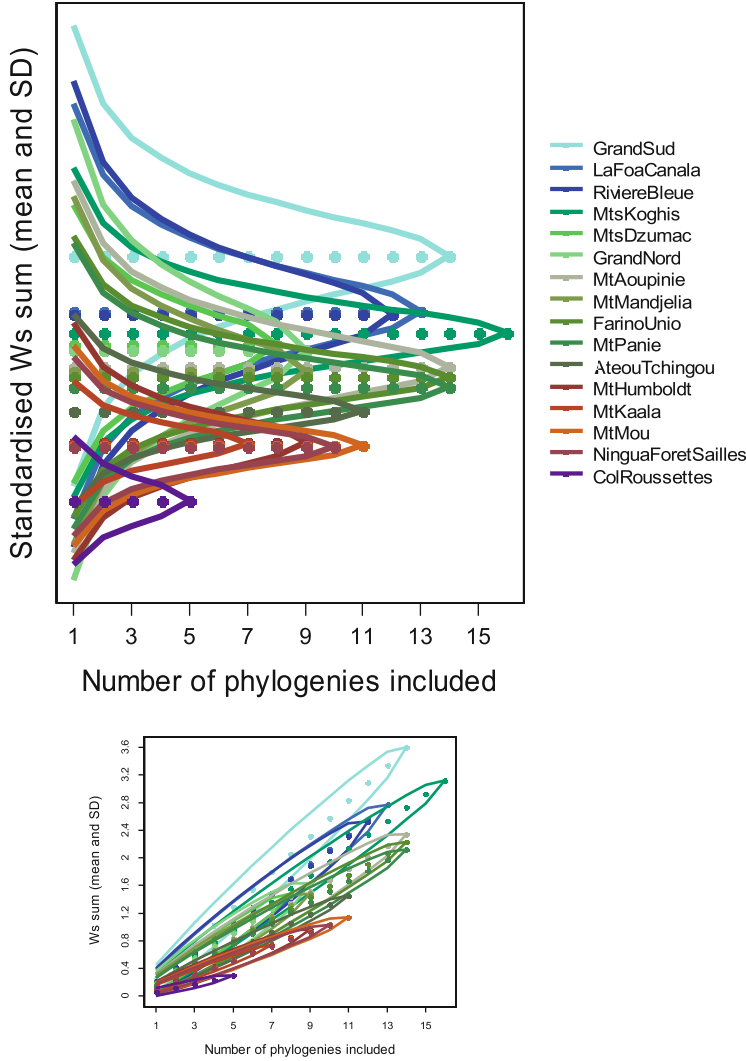 Standardised Ws sum (mean and SD)
1 3 5 7 9 11 13 15
Number of phylogenies included
GrandSud
LaFoaCanala
RiviereBleue
MtsKoghis
MtsDzumac
GrandNord
MtAoupinie
MtMandjelia
FarinoUnio
MtPanie
AteouTchingou
MtHumboldt
MtKaala
MtMou
NinguaForetSailles
ColRoussettes
Ws sum (mean and SD)
3.6
3.2
2.8
2.4
2
1.6
1.2
0.8
0.4
0
1 3 5 7 9 11 13 15
Number of phylogenies included